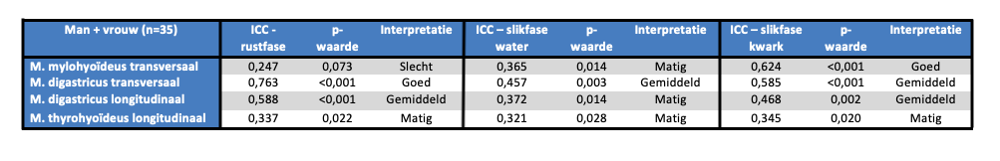 Man + vrouw (n=35) ICC - rustfase p-waarde Interpretatie ICC – slikfase water p-waarde Interpretatie ICC – slikfase kwark p-waarde Interpretatie
M. mylohyoïdeus transversaal 0,247 0,073 Slecht 0,365 0,014 Matig 0,624 <0,001 Goed
M. digastricus transversaal 0,763 <0,001 Goed 0,457 0,003 Gemiddeld 0,585 <0,001 Gemiddeld
M. digastricus longitudinaal 0,588 <0,001 Gemiddeld 0,372 0,014 Matig 0,468 0,002 Gemiddeld
M. thyrohyoïdeus longitudinaal 0,337 0,022 Matig 0,321 0,028 Matig 0,345 0,020 Matig